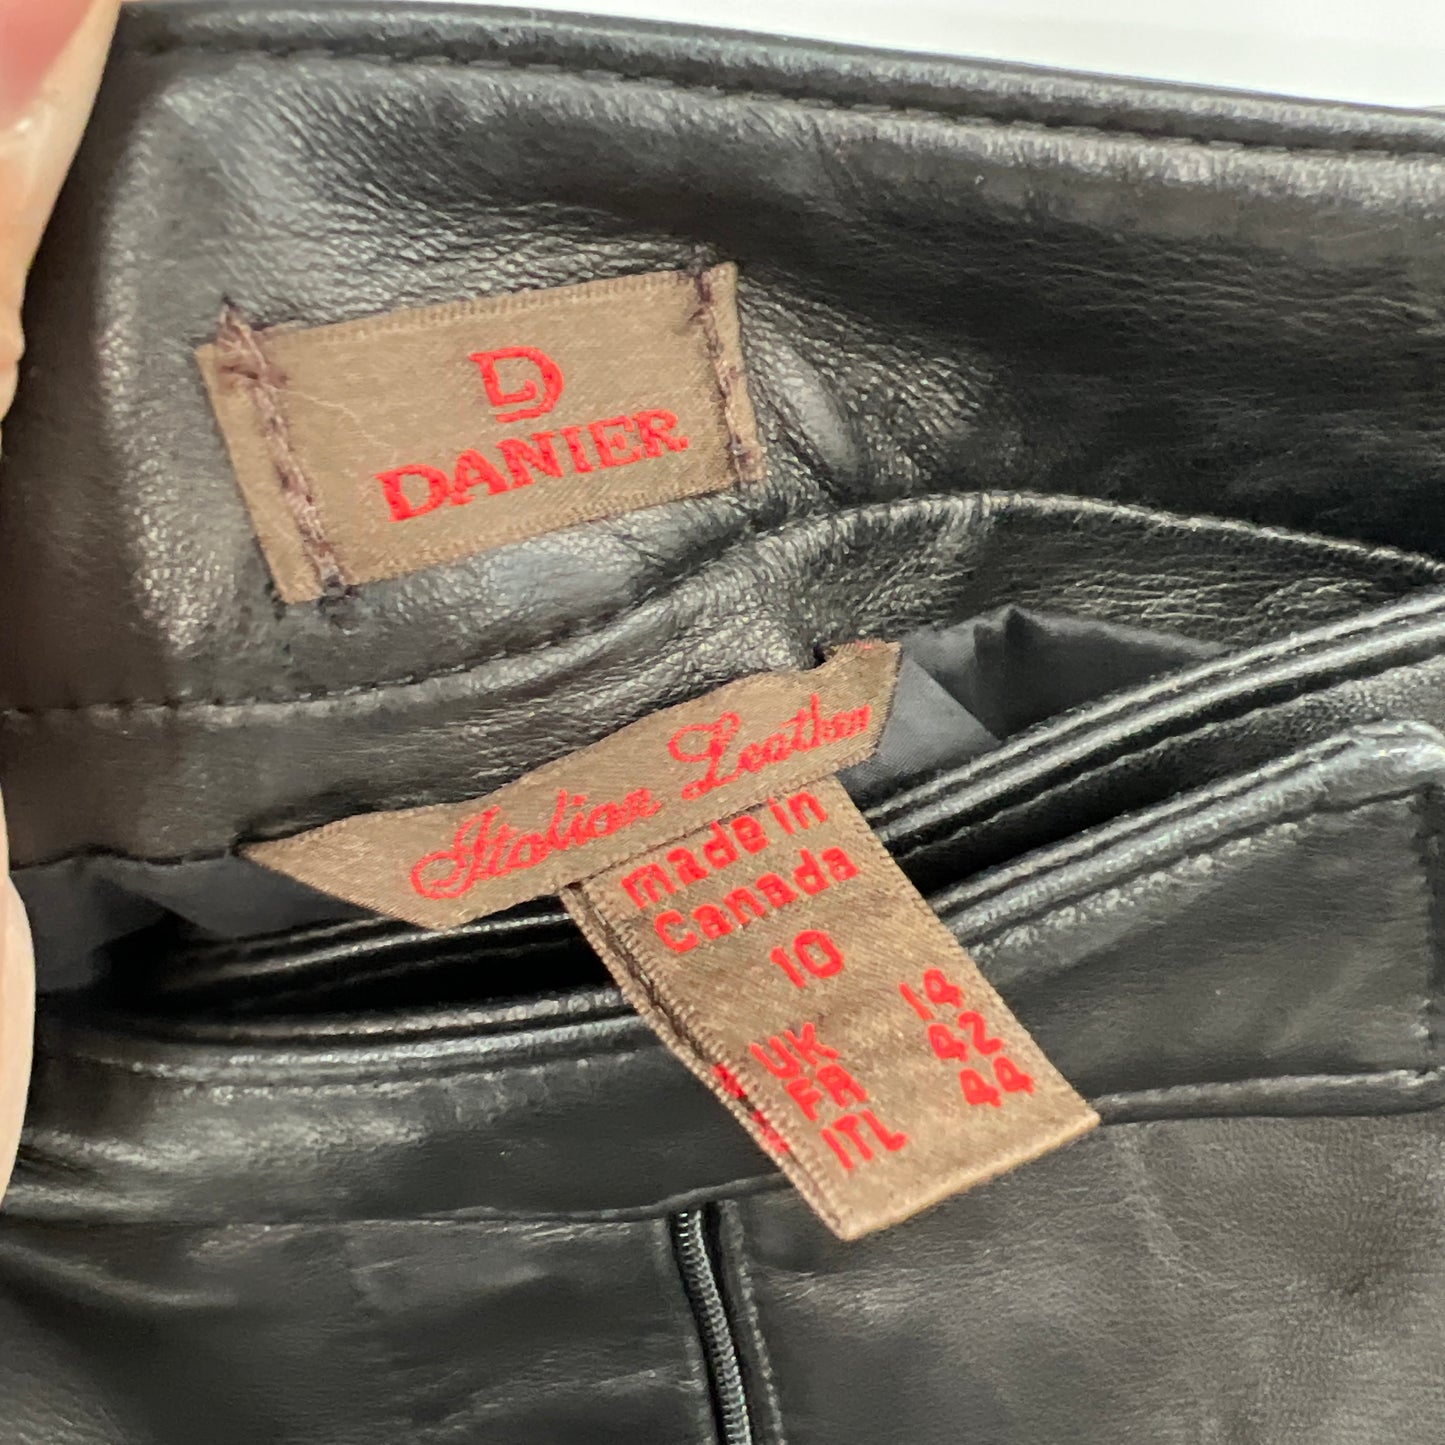 D
DANIER
Italian Leather
made in
Canada
10
UK 14
FR 42
ITL 44